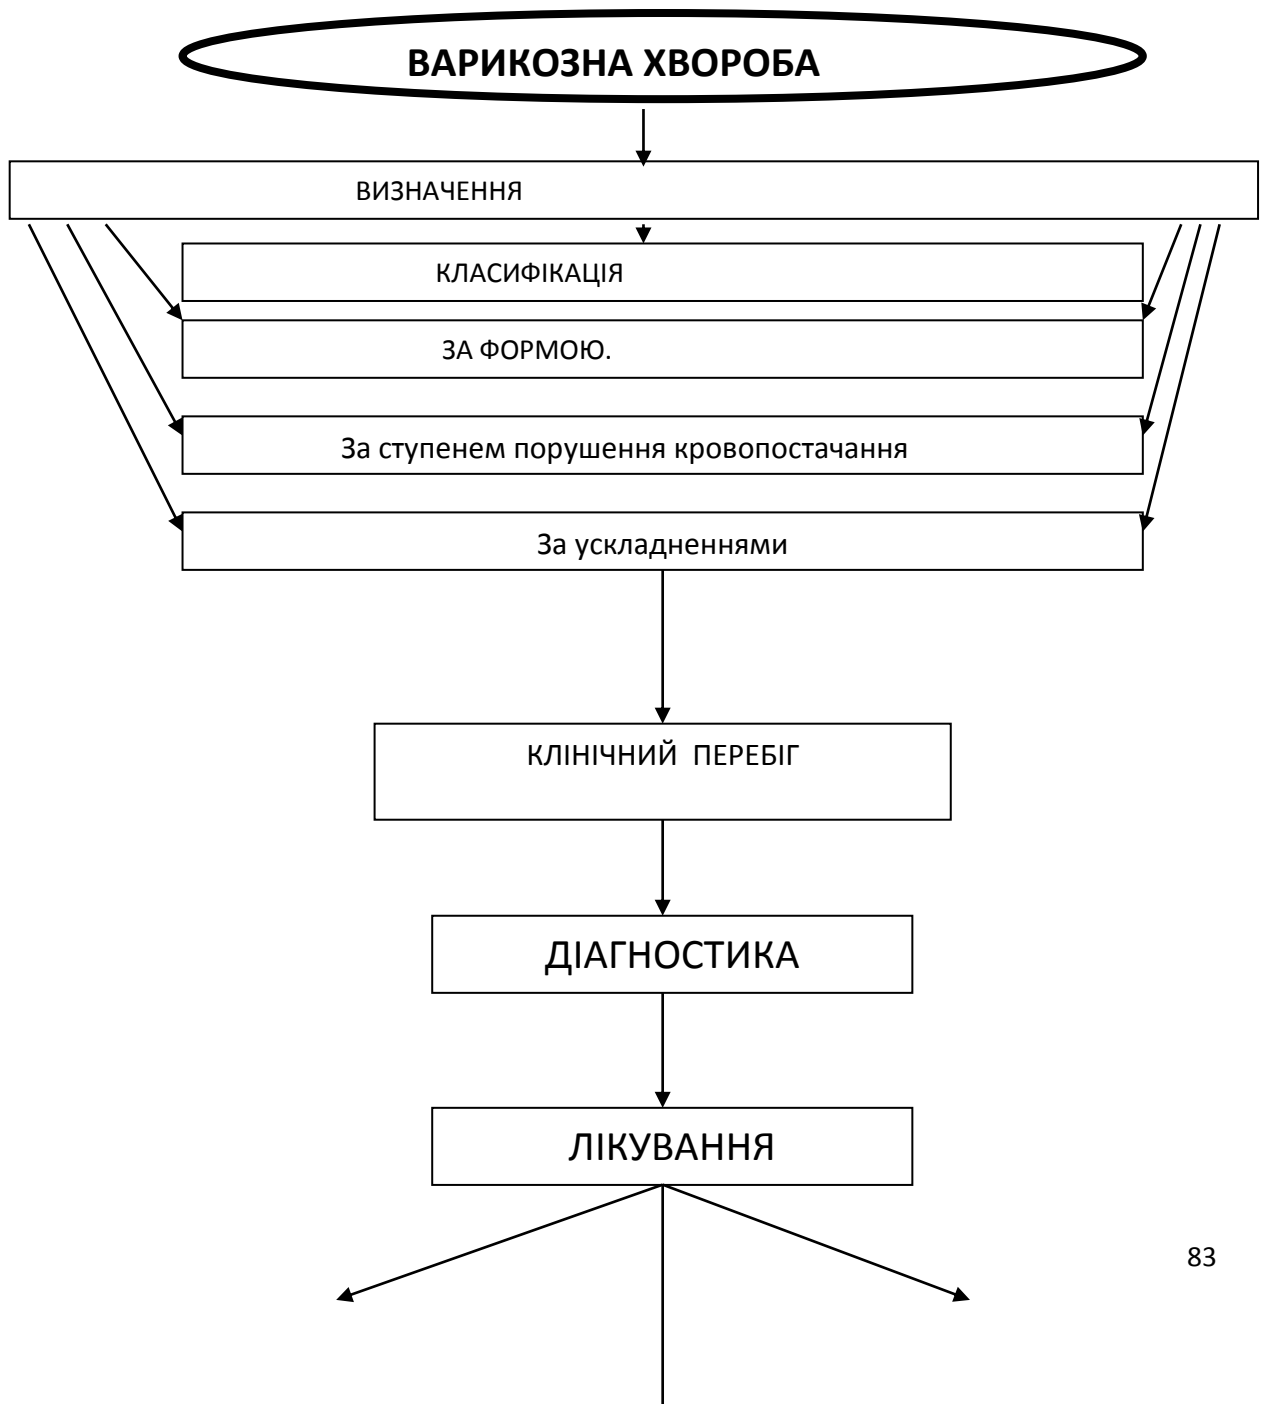 ВАРИКОЗНА ХВОРОБА
ВИЗНАЧЕННЯ
КЛАСИФІКАЦІЯ
ЗА ФОРМОЮ.
За ступенем порушення кровопостачання
За ускладненнями
КЛІНІЧНИЙ ПЕРЕБІГ
ДІАГНОСТИКА
ЛІКУВАННЯ
83